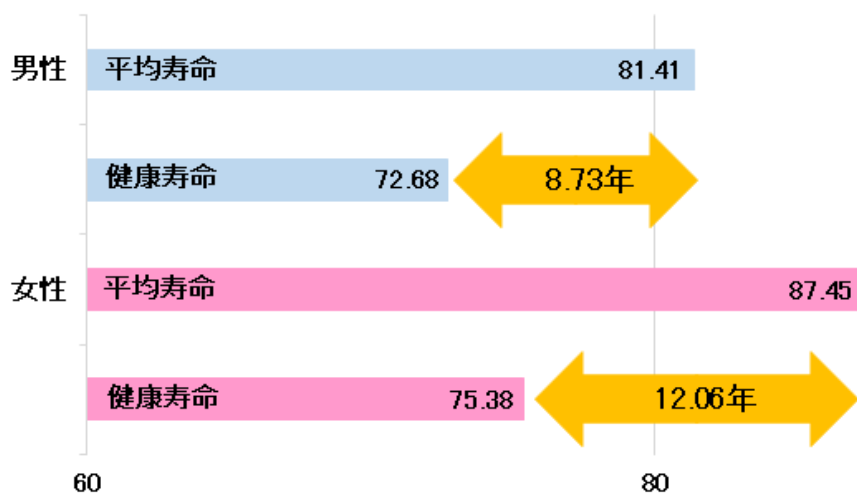 男性
平均寿命 81.41
健康寿命 72.68 8.73年
女性
平均寿命 87.45
健康寿命 75.38 12.06年
60 80